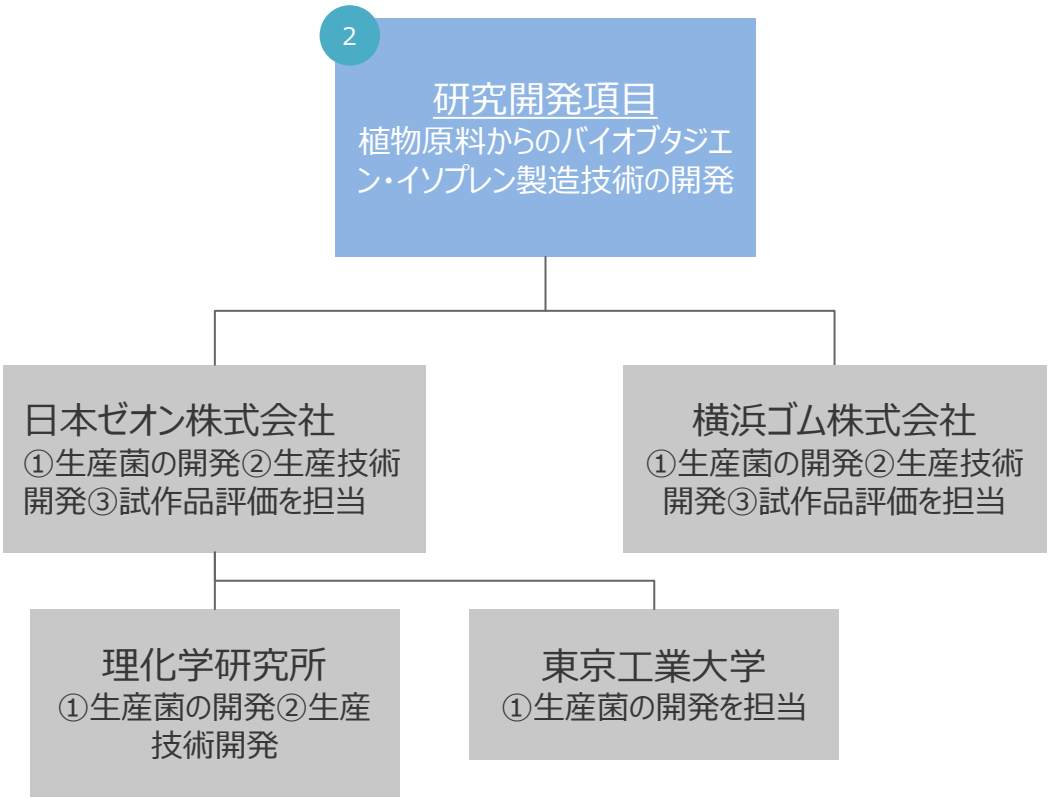 2
研究開発項目
植物原料からのバイオブタジエ
ン・イソプレン製造技術の開発
日本ゼオン株式会社
①生産菌の開発②生産技術
開発③試作品評価を担当
横浜ゴム株式会社
①生産菌の開発②生産技術
開発③試作品評価を担当
理化学研究所
①生産菌の開発②生産
技術開発
東京工業大学
①生産菌の開発を担当